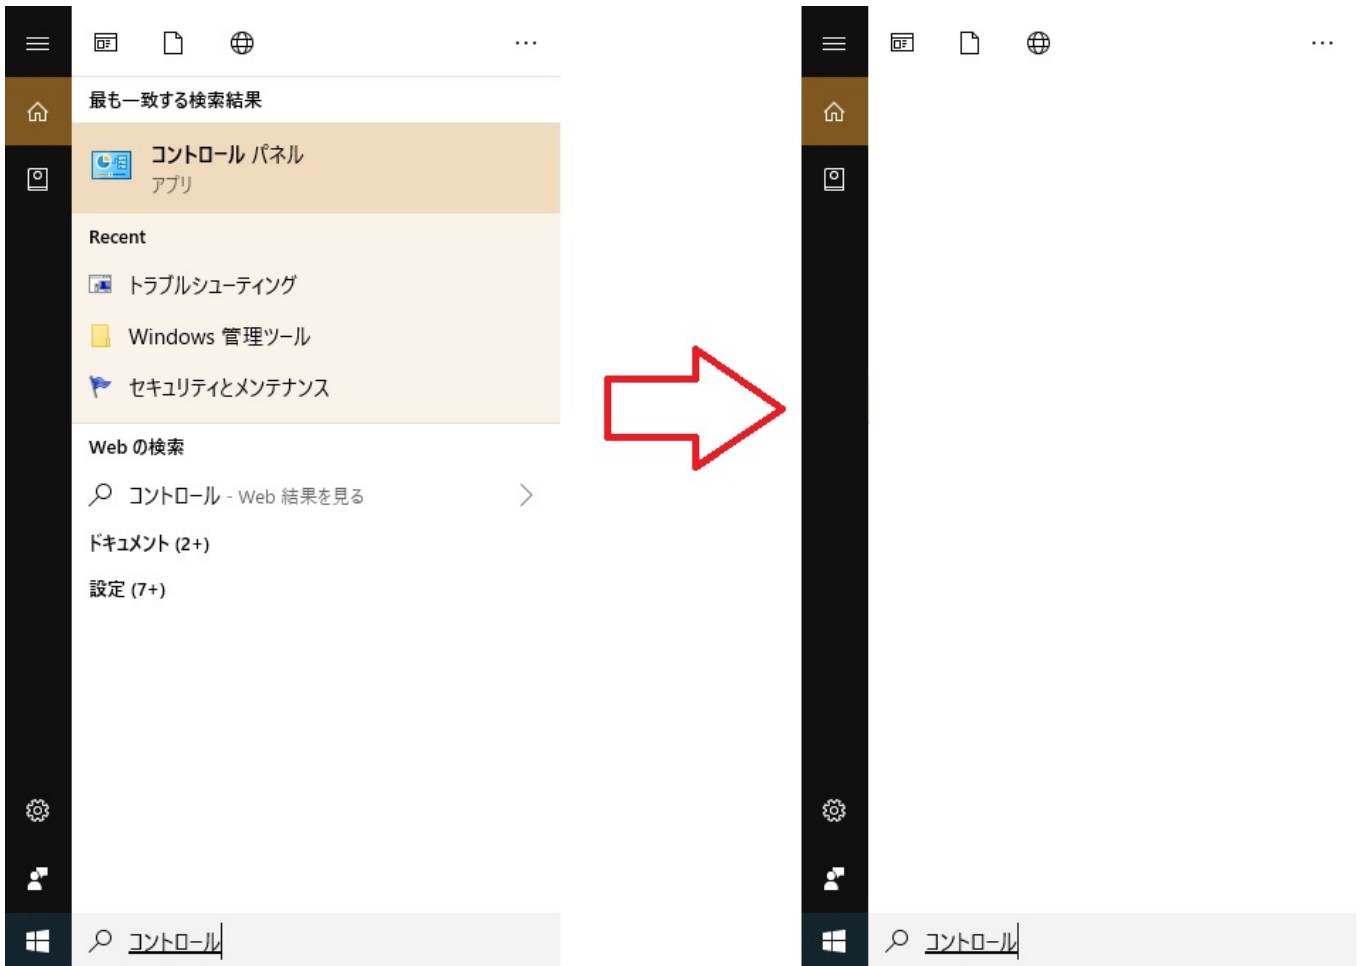 最も一致する検索結果
コントロール パネル
アプリ
Recent
トラブルシューティング
Windows 管理ツール
セキュリティとメンテナンス
Web の検索
コントロール - Web 結果を見る
ドキュメント (2+)
設定 (7+)
コントロール
コントロール